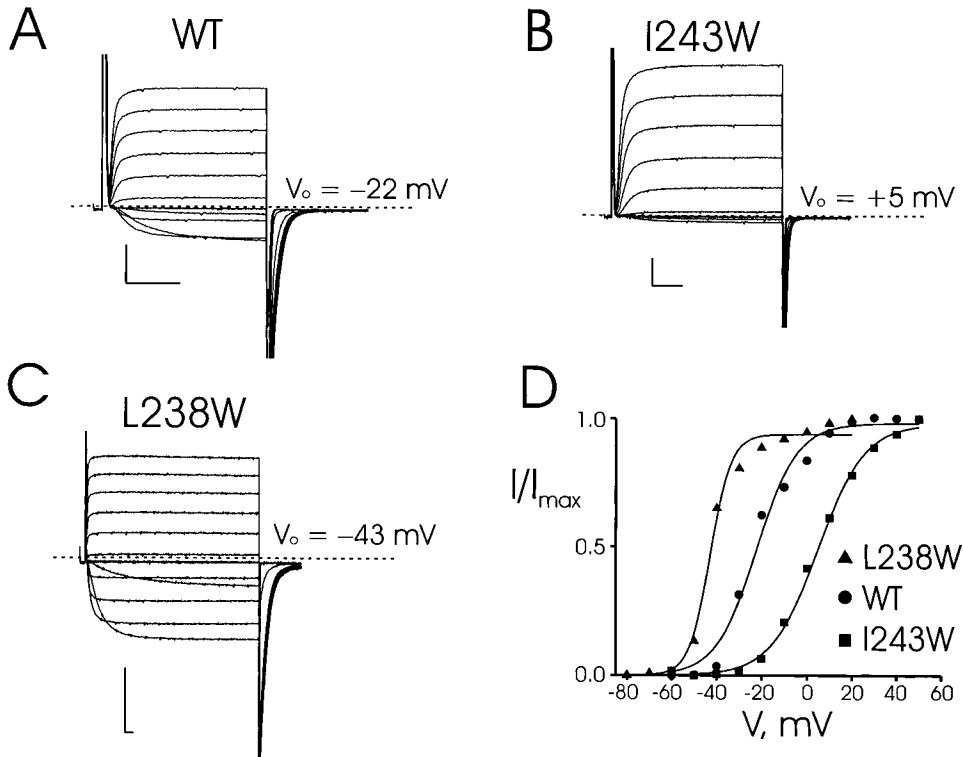 A
WT
Vₒ = −22 mV
B
I243W
Vₒ = +5 mV
C
L238W
Vₒ = −43 mV
D
I/Imax
1.0
0.5
0.0
-80 -60 -40 -20 0 20 40 60
V, mV
▲ L238W
● WT
■ I243W